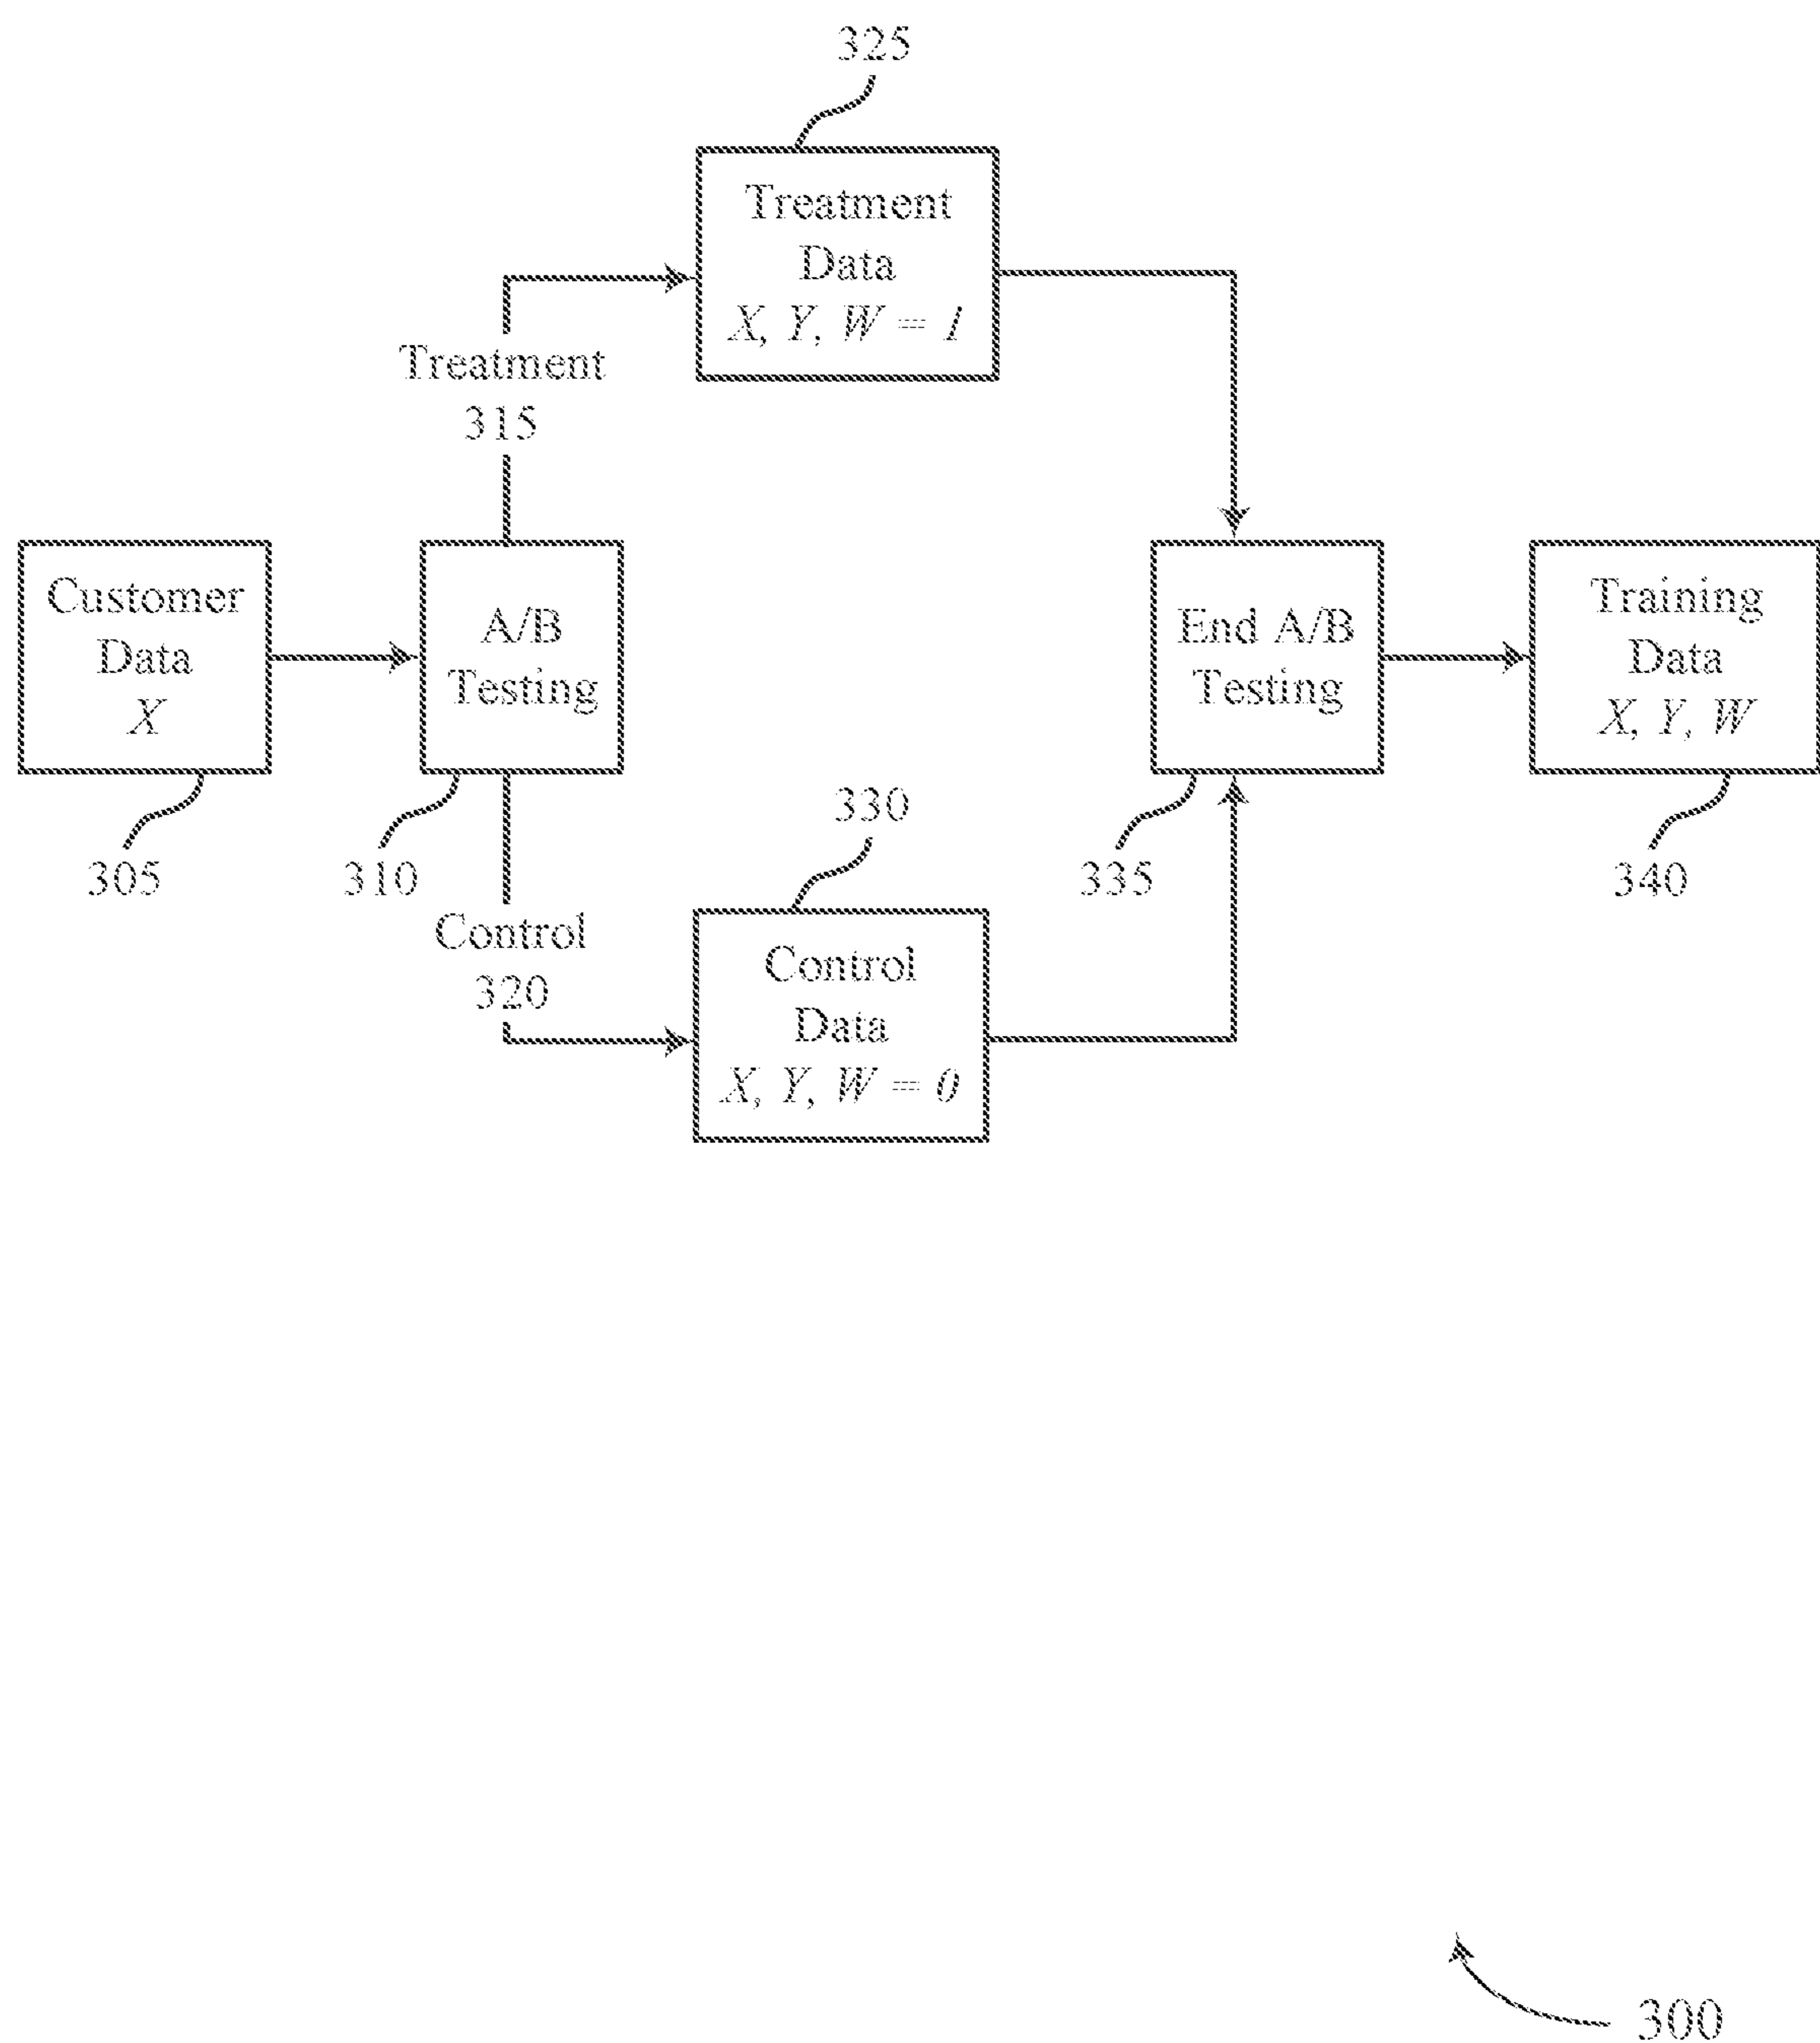 325
Treatment
Data
X, Y, W = 1
Treatment
315
Customer
Data
X
A/B
Testing
End A/B
Testing
Training
Data
X, Y, W
305
310
330
335
340
Control
320
Control
Data
X, Y, W = 0
300